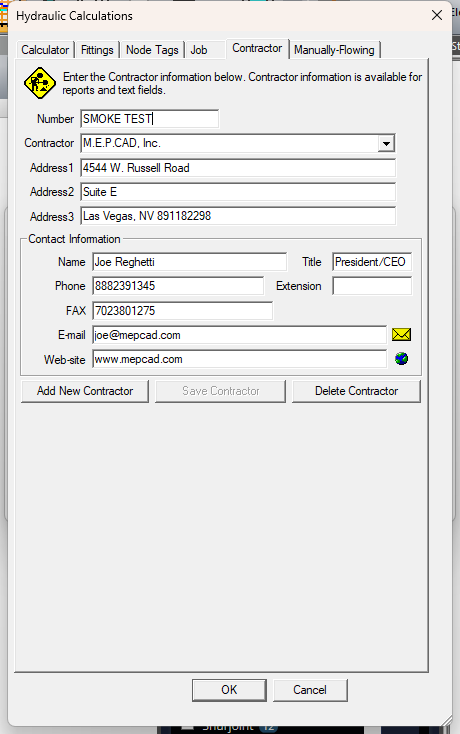 Hydraulic Calculations
Calculator Fittings Node Tags Job Contractor Manually-Flowing
Enter the Contractor information below. Contractor information is available for
reports and text fields.
Number SMOKE TEST
Contractor M.E.P.CAD, Inc.
Address1 4544 W. Russell Road
Address2 Suite E
Address3 Las Vegas, NV 891182298
Contact Information
Name Joe Reghetti Title President/CEO
Phone 8882391345 Extension
FAX 7023801275
E-mail joe@mepcad.com
Web-site www.mepcad.com
Add New Contractor Save Contractor Delete Contractor
OK Cancel
12